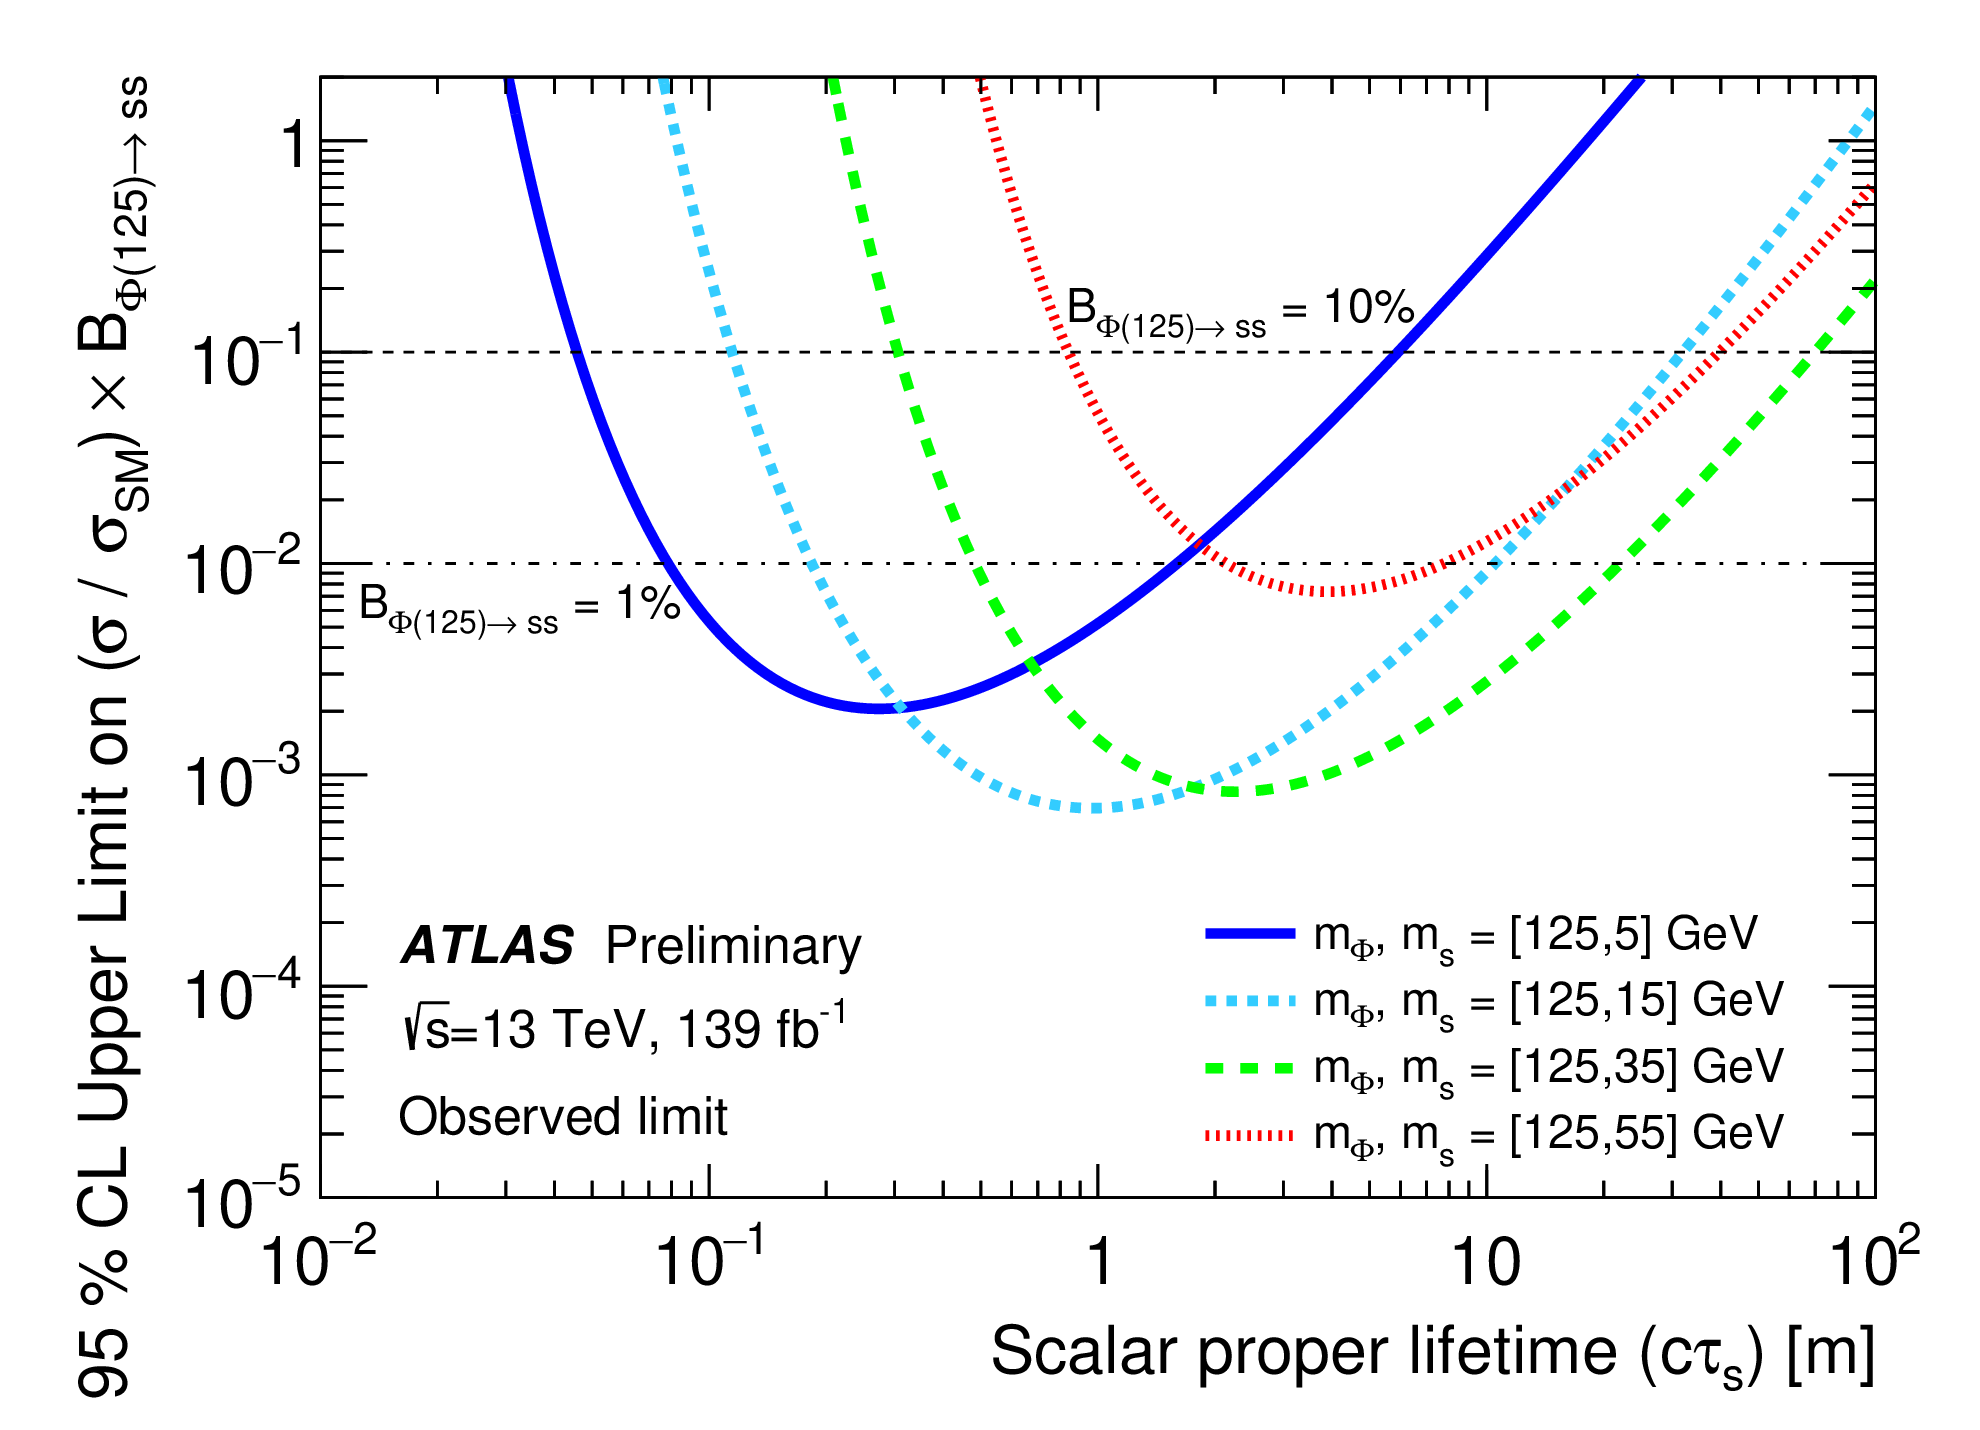 95 % CL Upper Limit on (σ / σ_SM) × B_Φ(125)→ ss
1
10⁻¹
10⁻²
10⁻³
10⁻⁴
10⁻⁵
B_Φ(125)→ ss = 10%
B_Φ(125)→ ss = 1%
ATLAS Preliminary
√s=13 TeV, 139 fb⁻¹
Observed limit
m_Φ, m_s = [125,5] GeV
m_Φ, m_s = [125,15] GeV
m_Φ, m_s = [125,35] GeV
m_Φ, m_s = [125,55] GeV
10⁻² 10⁻¹ 1 10 10²
Scalar proper lifetime (cτ_s) [m]